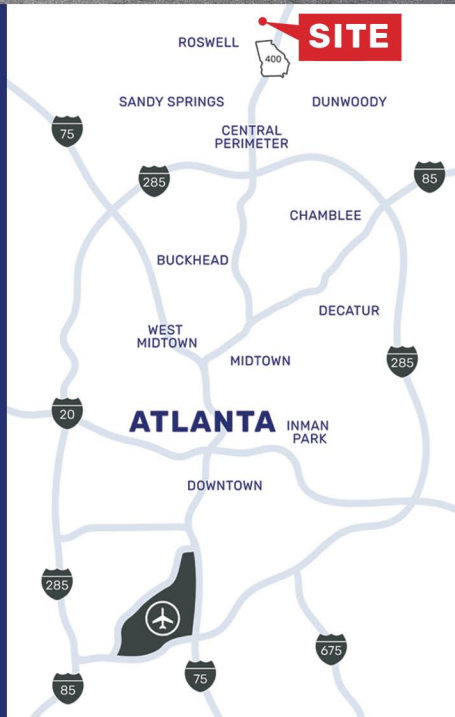 SITE
ROSWELL
400
SANDY SPRINGS
DUNWOODY
75
CENTRAL
PERIMETER
285
85
CHAMBLEE
BUCKHEAD
DECATUR
WEST
MIDTOWN
MIDTOWN
285
20
ATLANTA
INMAN
PARK
DOWNTOWN
285
675
85
75